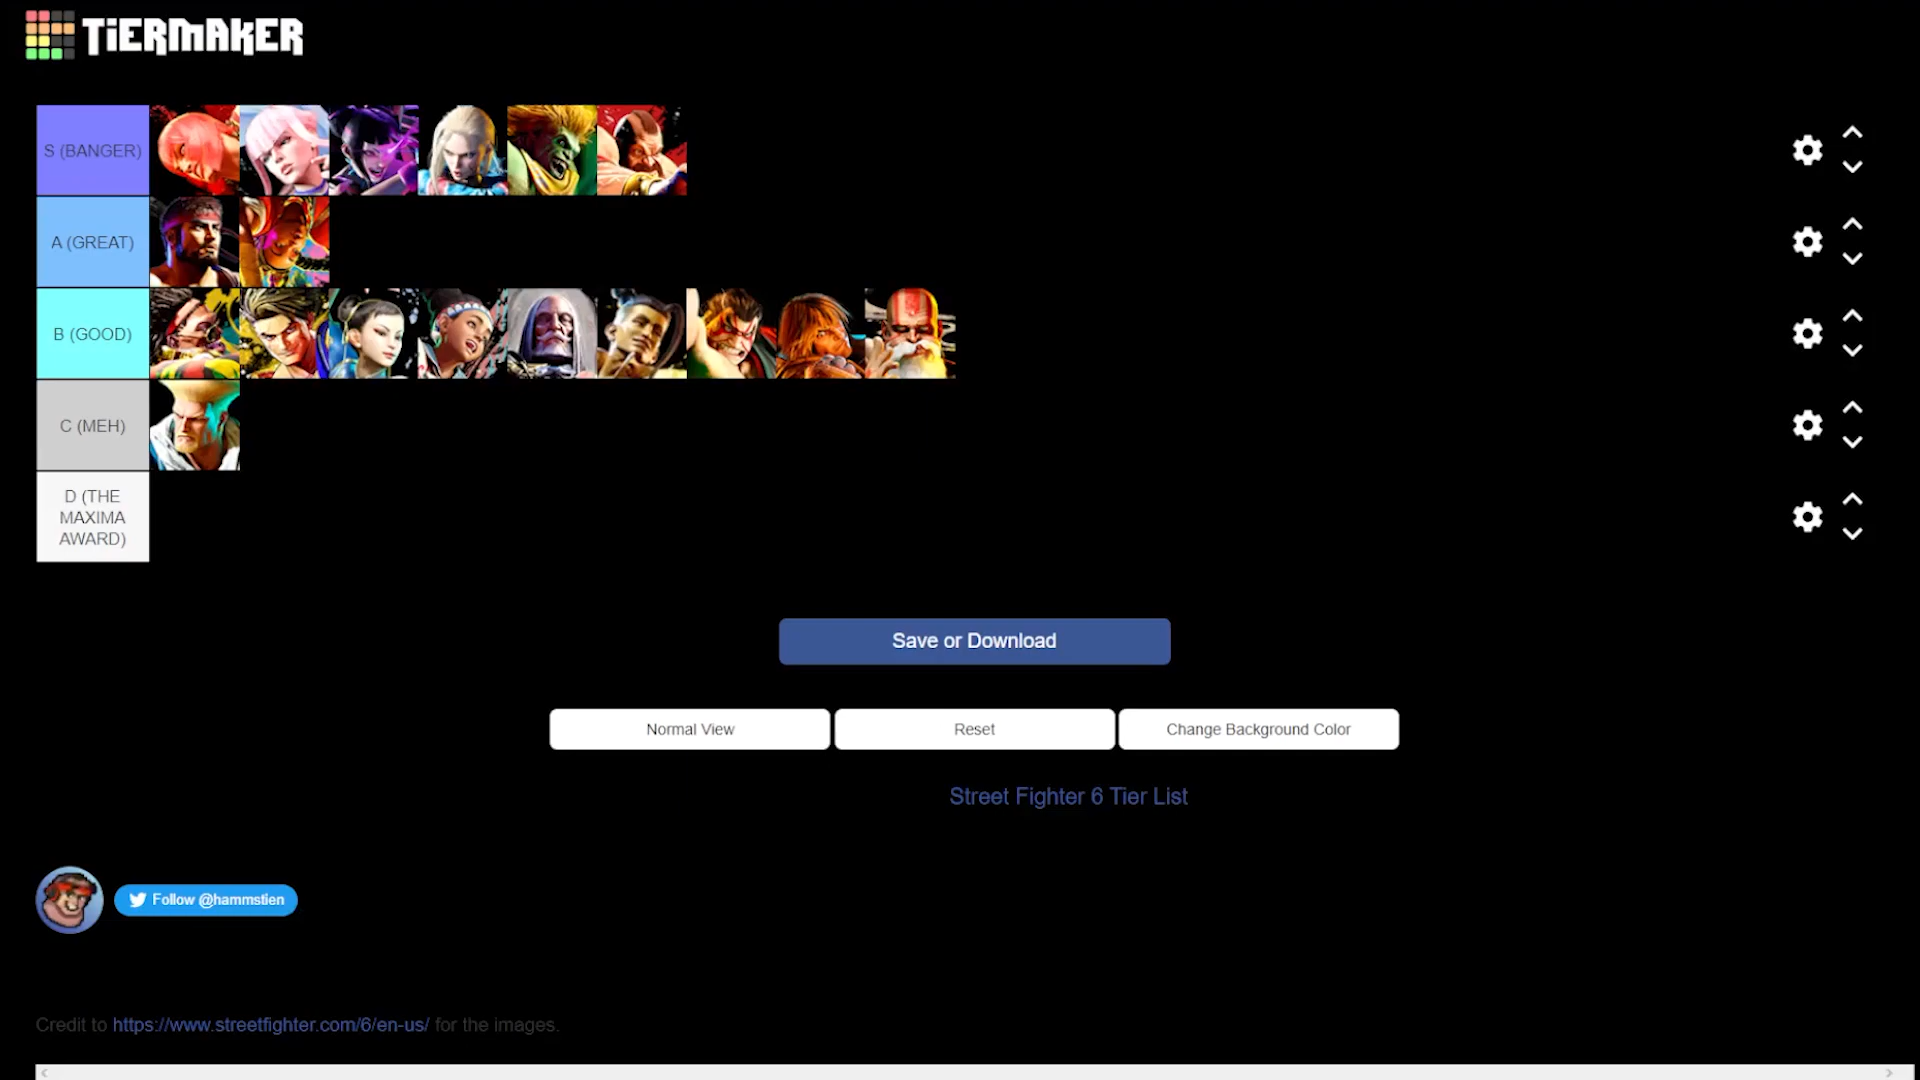 TiERMAKER
S (BANGER)
A (GREAT)
B (GOOD)
C (MEH)
D (THE
MAXIMA
AWARD)
Save or Download
Normal View
Reset
Change Background Color
Street Fighter 6 Tier List
Follow @hammstien
Credit to https://www.streetfighter.com/6/en-us/ for the images.